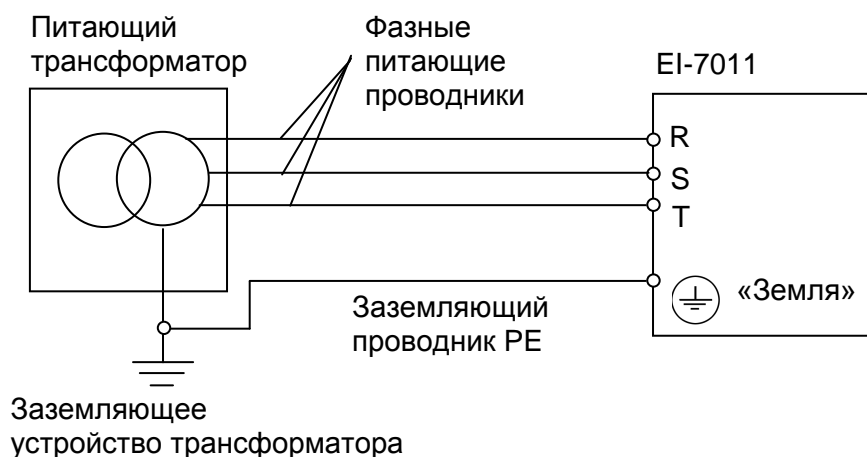 Питающий
трансформатор
Фазные
питающие
проводники
EI-7011
R
S
T
«Земля»
Заземляющий
проводник PE
Заземляющее
устройство трансформатора